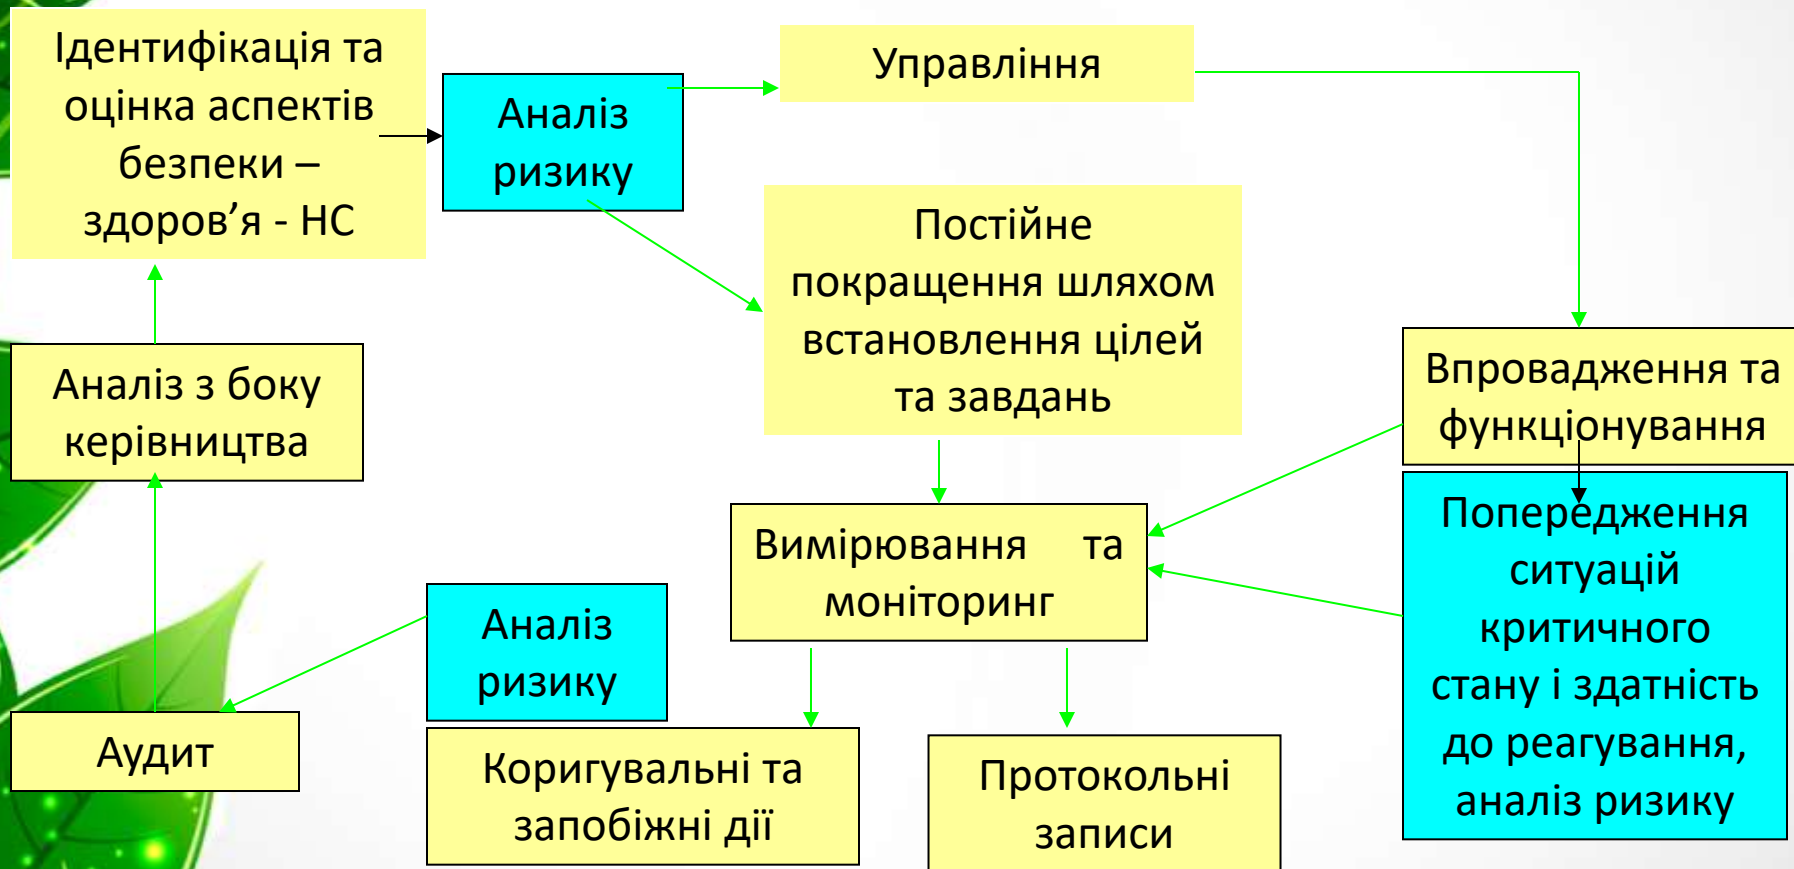 Ідентифікація та
оцінка аспектів
безпеки –
здоров’я - НС
Аналіз
ризику
Управління
Постійне
покращення шляхом
встановлення цілей
та завдань
Аналіз з боку
керівництва
Впровадження та
функціонування
Вимірювання та
моніторинг
Попередження
ситуацій
критичного
стану і здатність
до реагування,
аналіз ризику
Аналіз
ризику
Аудит
Коригувальні та
запобіжні дії
Протокольні
записи